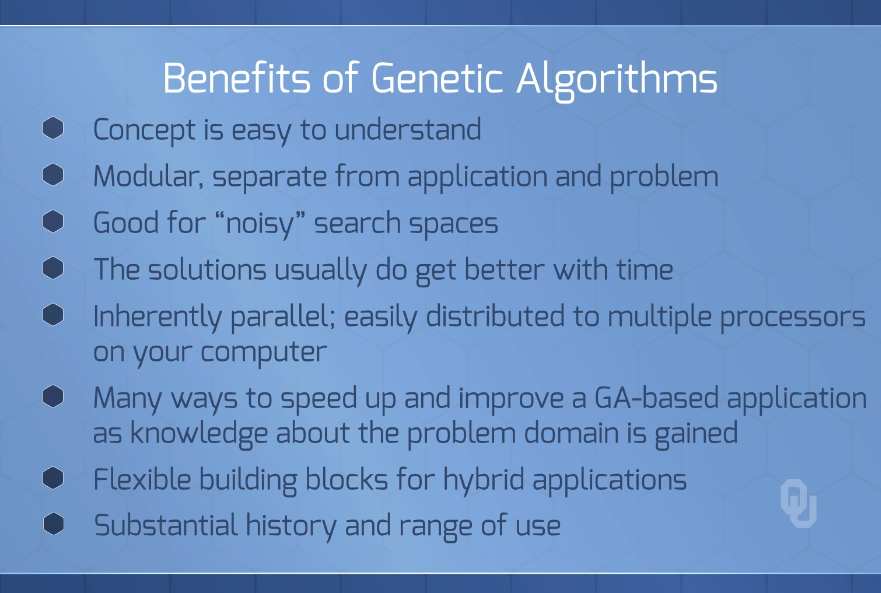 Benefits of Genetic Algorithms
Concept is easy to understand
Modular, separate from application and problem
Good for “noisy” search spaces
The solutions usually do get better with time
Inherently parallel; easily distributed to multiple processors
on your computer
Many ways to speed up and improve a GA-based application
as knowledge about the problem domain is gained
Flexible building blocks for hybrid applications
Substantial history and range of use
OU